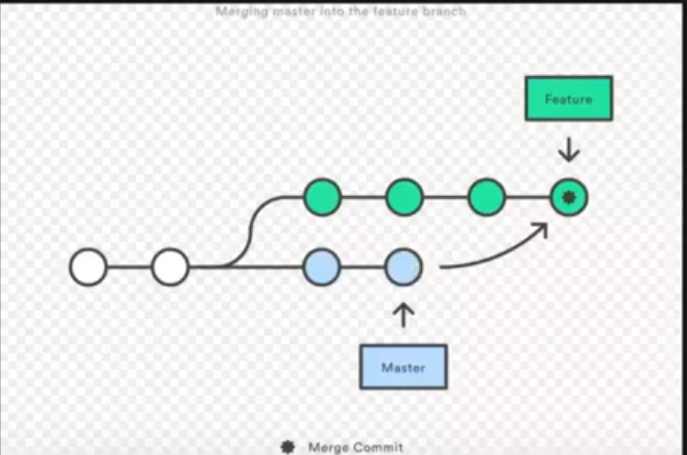 Merging master into the feature branch
Feature
Master
Merge Commit